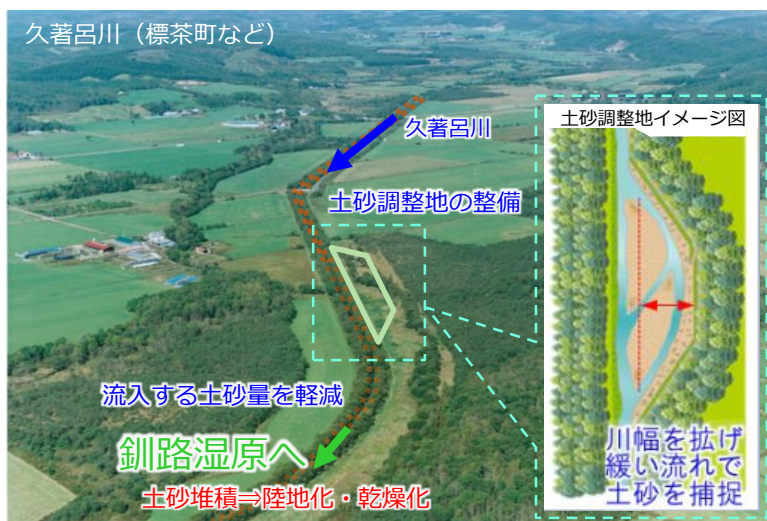 久著呂川（標茶町など）
久著呂川
土砂調整地の整備
流入する土砂量を軽減
釧路湿原へ
土砂堆積⇒陸地化・乾燥化
土砂調整地イメージ図
川幅を拡げ
緩い流れで
土砂を捕捉